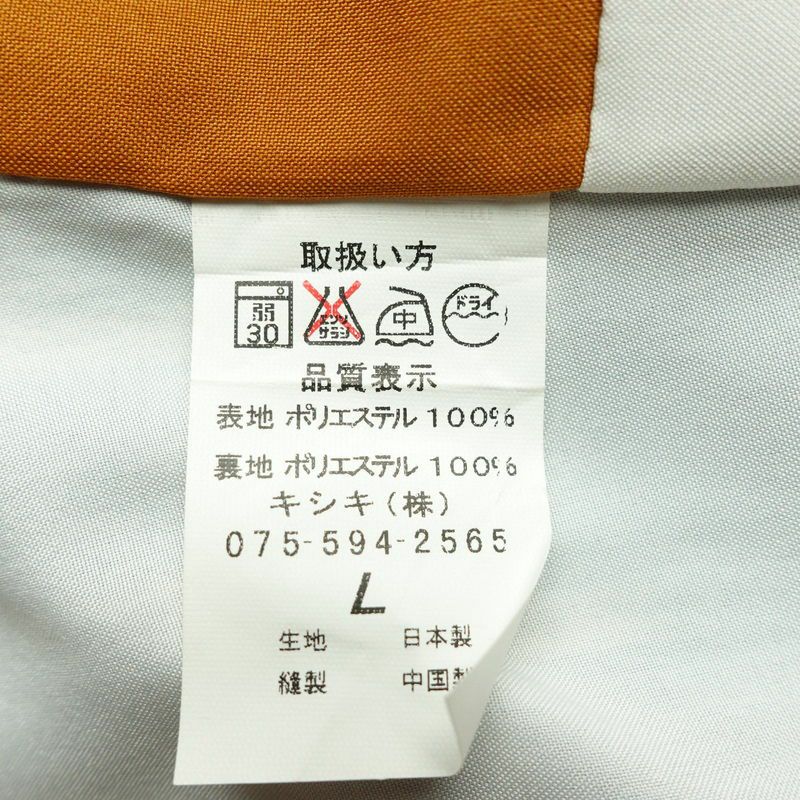 取扱い方
弱 30 エンソ サラシ 中 ドライ
品質表示
表地 ポリエステル 100%
裏地 ポリエステル 100%
キシキ(株)
075-594-2565
L
生地 日本製
縫製 中国製